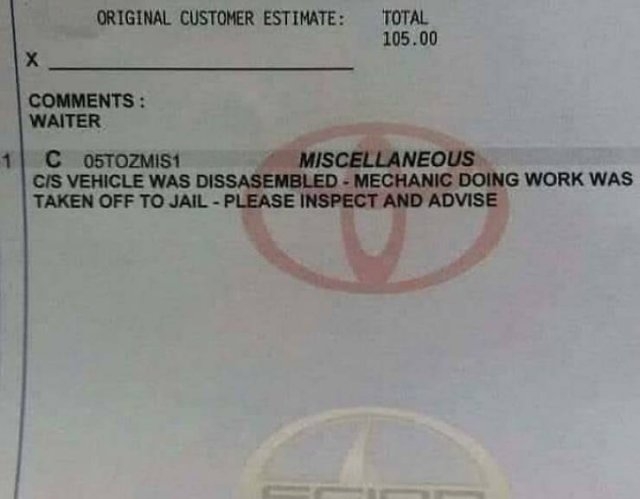 ORIGINAL CUSTOMER ESTIMATE: TOTAL
105.00
X
COMMENTS :
WAITER
1 C 05TOZMIS1 MISCELLANEOUS
C/S VEHICLE WAS DISSASEMBLED - MECHANIC DOING WORK WAS
TAKEN OFF TO JAIL - PLEASE INSPECT AND ADVISE